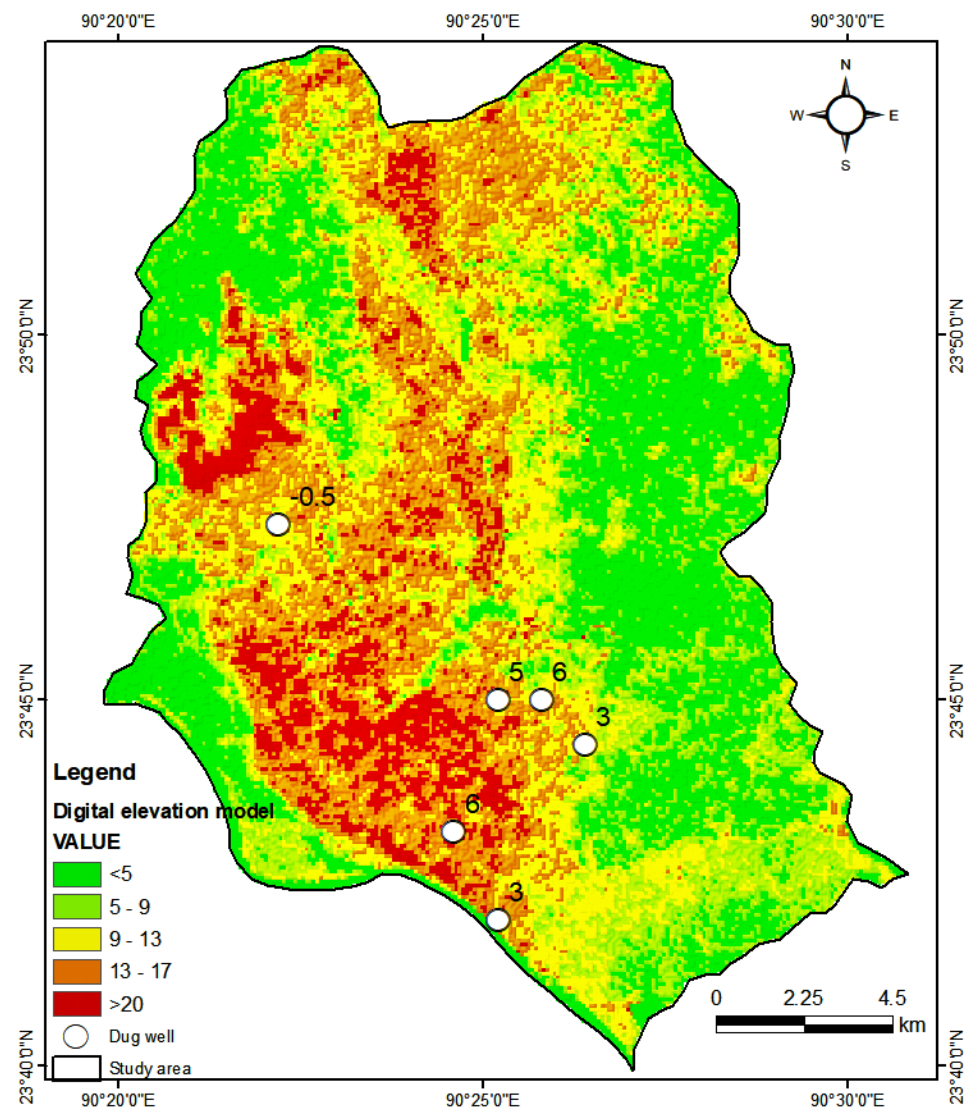 90°20'0"E 90°25'0"E 90°30'0"E
N
W E
S
23°50'0"N 23°50'0"N
-0.5
5 6
23°45'0"N 23°45'0"N
3
Legend
Digital elevation model
6
VALUE
<5
3
5 - 9
9 - 13
13 - 17
>20
0 2.25 4.5
km
Dug well
Study area
23°40'0"N 23°40'0"N
90°20'0"E 90°25'0"E 90°30'0"E